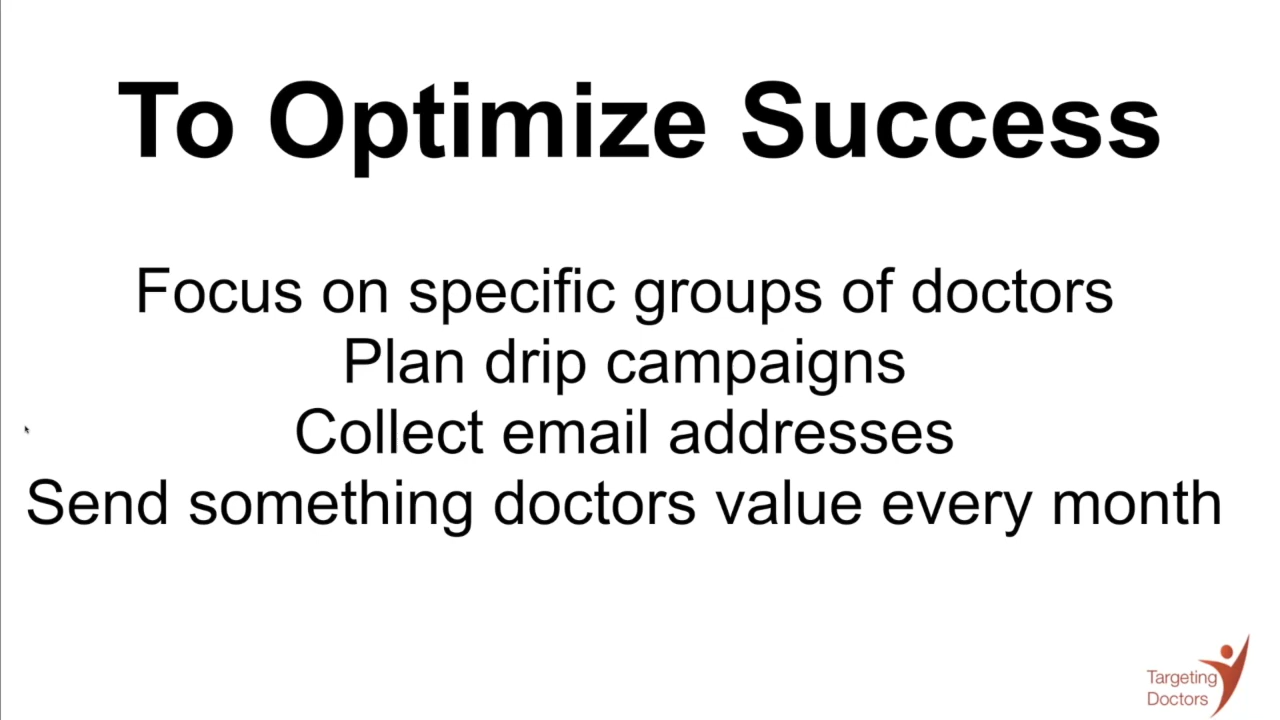 To Optimize Success
Focus on specific groups of doctors
Plan drip campaigns
Collect email addresses
Send something doctors value every month
Targeting
Doctors